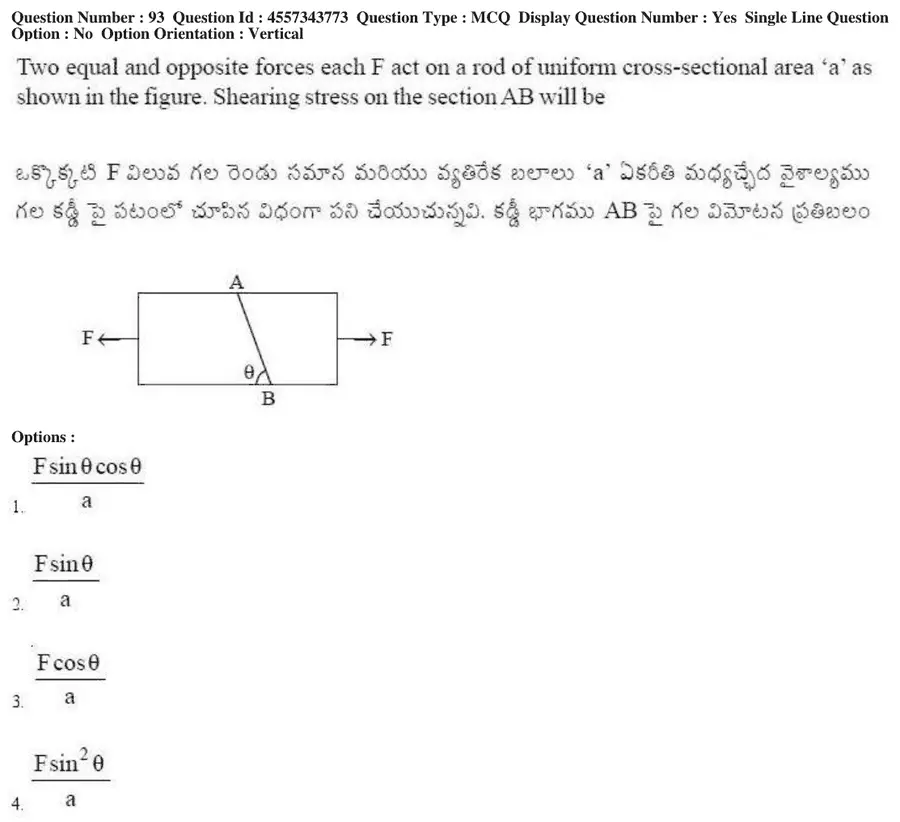 Question Number : 93 Question Id : 4557343773 Question Type : MCQ Display Question Number : Yes Single Line Question
Option : No Option Orientation : Vertical
Two equal and opposite forces each F act on a rod of uniform cross-sectional area ‘a’ as
shown in the figure. Shearing stress on the section AB will be
ఒక్కొక్కటి F విలువ గల రెండు సమాన మరియు వ్యతిరేక బలాలు ‘a’ ఏకరీతి మధ్యచ్ఛేద వైశాల్యము
గల కడ్డీ పై పటంలో చూపిన విధంగా పని చేయుచున్నవి. కడ్డీ భాగము AB పై గల విమోటన ప్రతిబలం
A
F
F
θ
B
Options :
1. F sin θ cos θ / a
2. F sin θ / a
3. F cos θ / a
4. F sin² θ / a